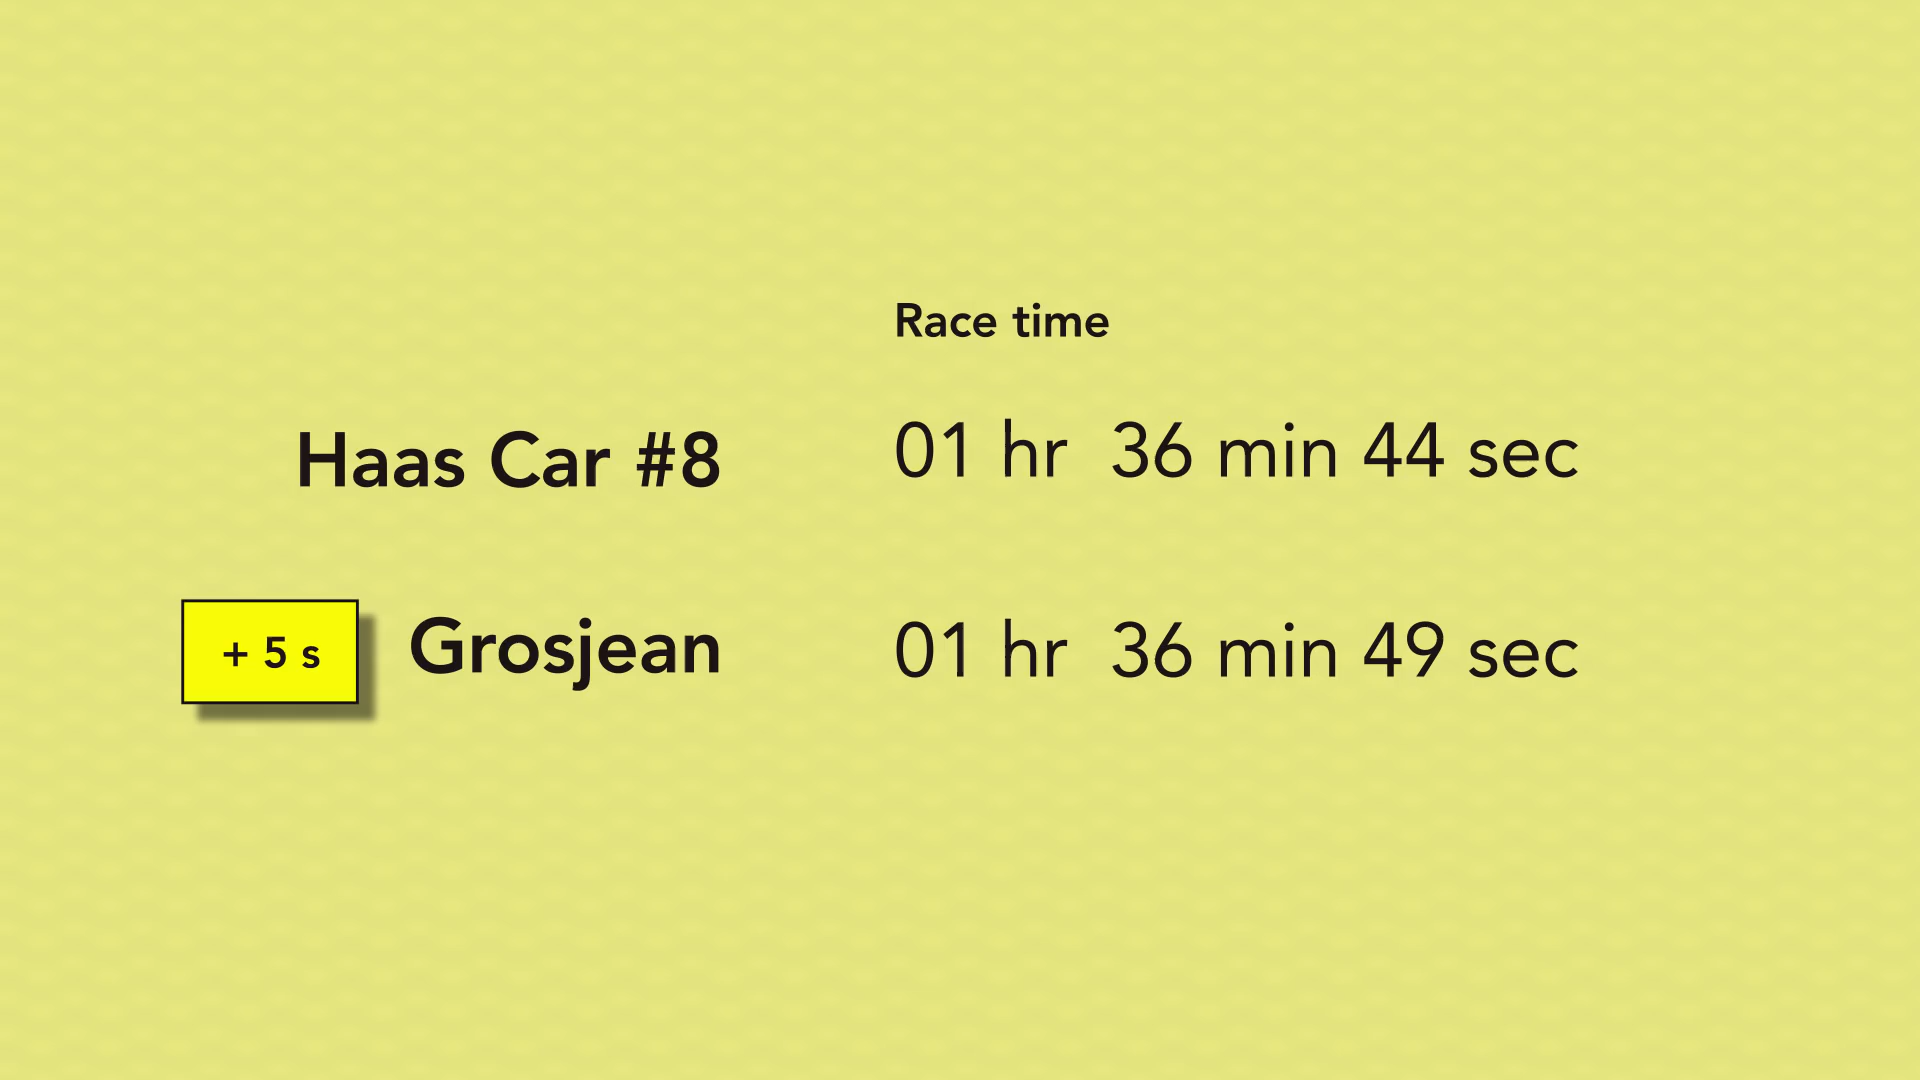 Race time
Haas Car #8 01 hr 36 min 44 sec
+ 5 s Grosjean 01 hr 36 min 49 sec